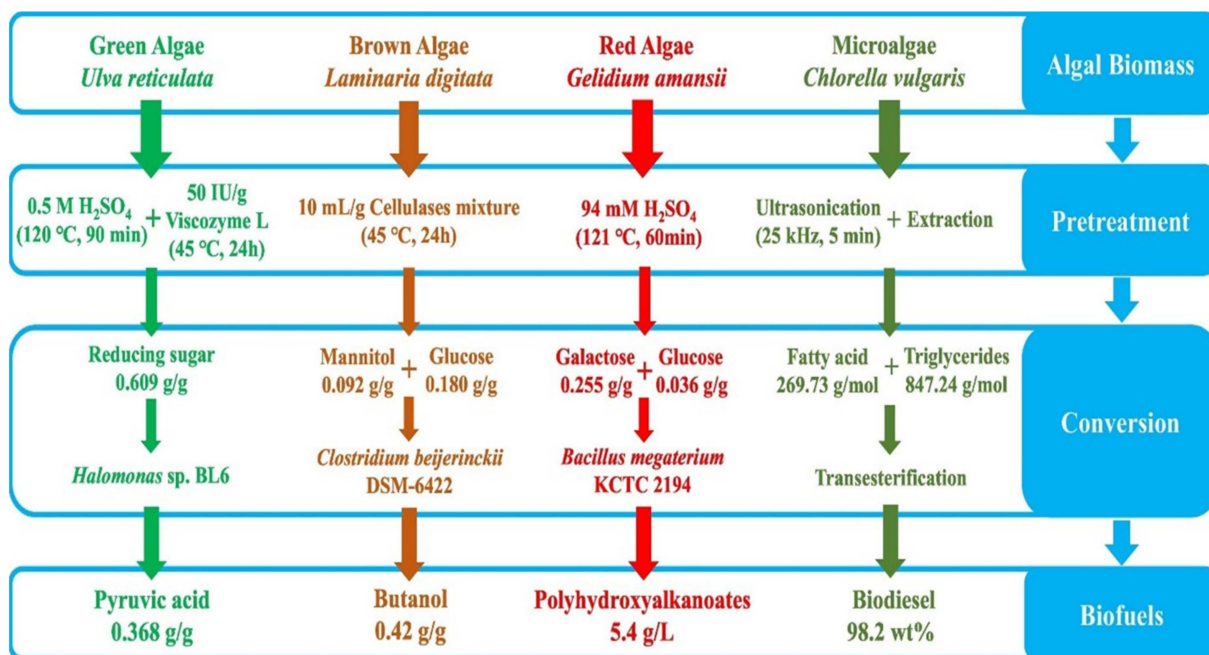 Green Algae
Ulva reticulata
Brown Algae
Laminaria digitata
Red Algae
Gelidium amansii
Microalgae
Chlorella vulgaris
Algal Biomass
0.5 M H₂SO₄
(120 °C, 90 min)
+
50 IU/g
Viscozyme L
(45 °C, 24h)
10 mL/g Cellulases mixture
(45 °C, 24h)
94 mM H₂SO₄
(121 °C, 60min)
Ultrasonication
(25 kHz, 5 min)
+ Extraction
Pretreatment
Reducing sugar
0.609 g/g
Mannitol
0.092 g/g
+
Glucose
0.180 g/g
Galactose
0.255 g/g
+
Glucose
0.036 g/g
Fatty acid
269.73 g/mol
+
Triglycerides
847.24 g/mol
Conversion
Halomonas sp. BL6
Clostridium beijerinckii
DSM-6422
Bacillus megaterium
KCTC 2194
Transesterification
Pyruvic acid
0.368 g/g
Butanol
0.42 g/g
Polyhydroxyalkanoates
5.4 g/L
Biodiesel
98.2 wt%
Biofuels